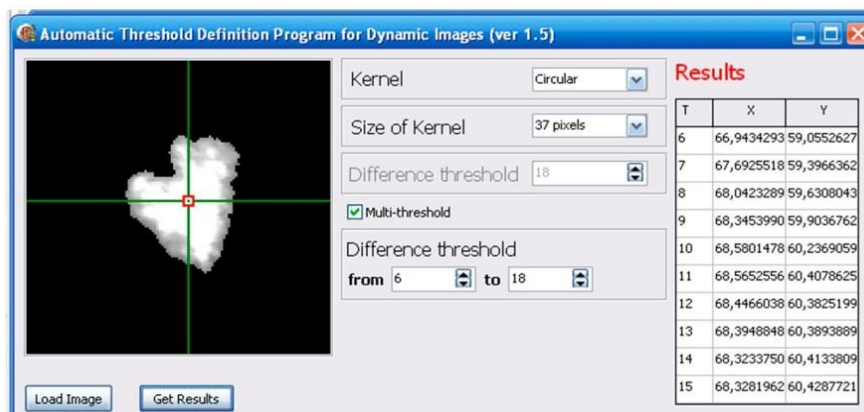 Automatic Threshold Definition Program for Dynamic Images (ver 1.5)
Kernel Circular
Size of Kernel 37 pixels
Difference threshold 18
Multi-threshold
Difference threshold
from 6 to 18
Load Image Get Results
Results
T X Y
6 66,9434293 59,0552627
7 67,6925518 59,3966362
8 68,0423289 59,6308043
9 68,3453990 59,9036762
10 68,5801478 60,2369059
11 68,5652556 60,4078625
12 68,4466038 60,3825199
13 68,3948848 60,3893889
14 68,3233750 60,4133809
15 68,3281962 60,4287721